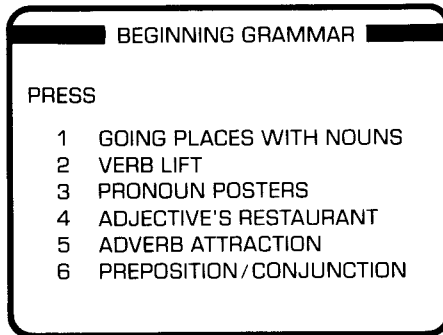 BEGINNING GRAMMAR
PRESS
1 GOING PLACES WITH NOUNS
2 VERB LIFT
3 PRONOUN POSTERS
4 ADJECTIVE'S RESTAURANT
5 ADVERB ATTRACTION
6 PREPOSITION/CONJUNCTION